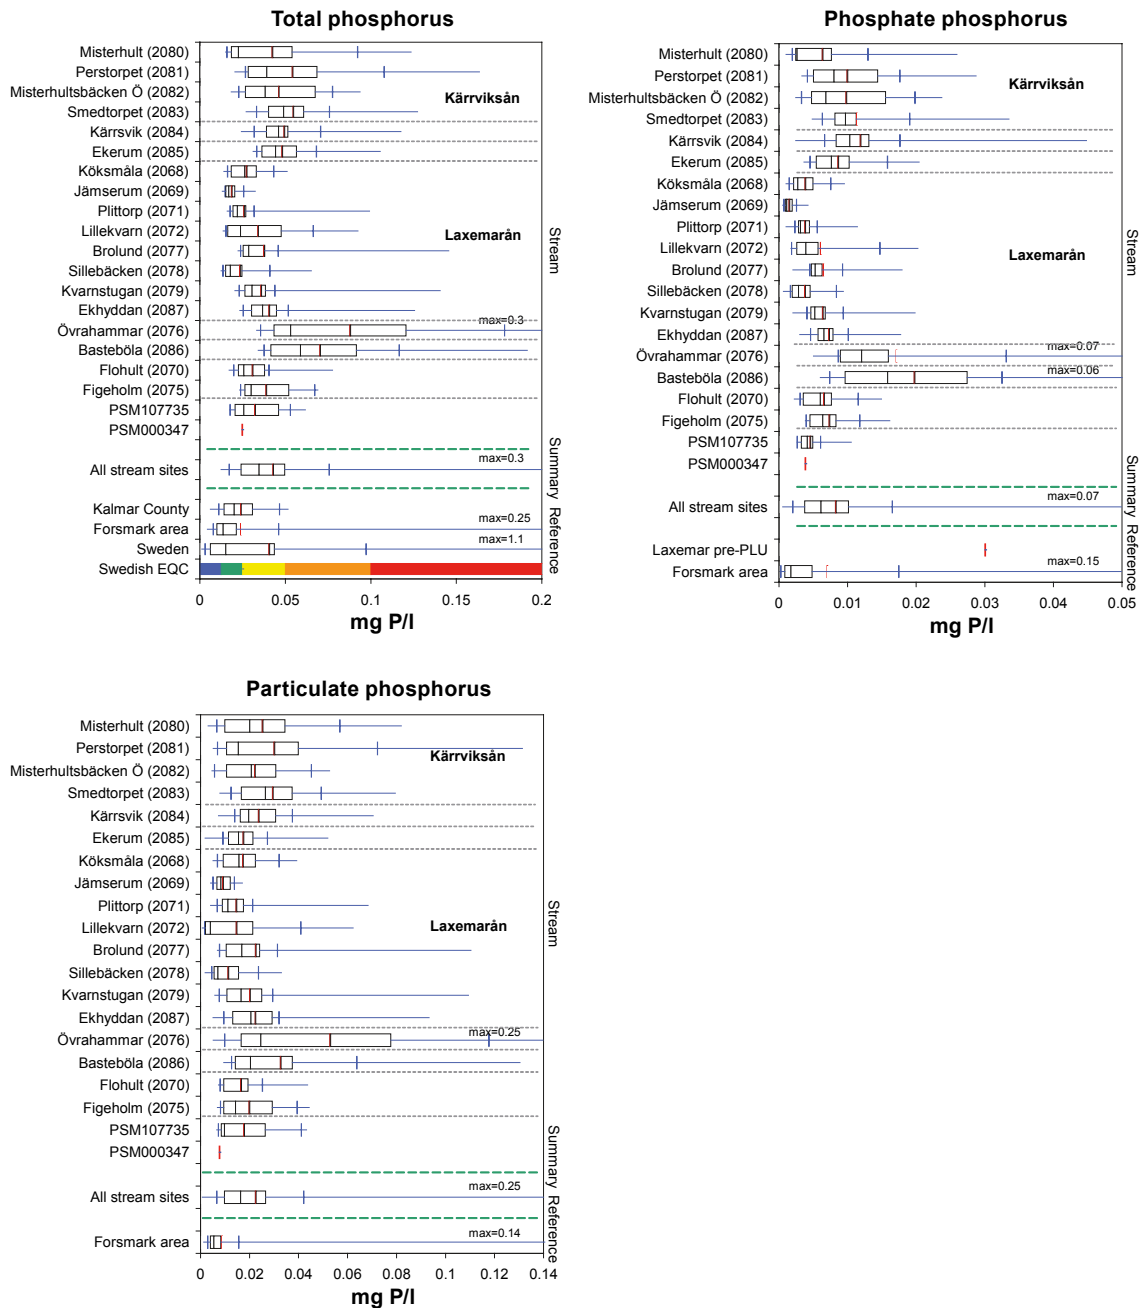 Total phosphorus
Misterhult (2080)
Perstorpet (2081)
Misterhultsbäcken Ö (2082)
Kärrviksån
Smedtorpet (2083)
Kärrsvik (2084)
Ekerum (2085)
Köksmåla (2068)
Jämserum (2069)
Plittorp (2071)
Lillekvarn (2072)
Laxemarån
Brolund (2077)
Sillebäcken (2078)
Kvarnstugan (2079)
Ekhyddan (2087)
max=0.3
Övrahammar (2076)
Basteböla (2086)
Flohult (2070)
Figeholm (2075)
PSM107735
PSM000347
max=0.3
All stream sites
Kalmar County
max=0.25
Forsmark area
max=1.1
Sweden
Swedish EQC
Stream
Summary
Reference
0 0.05 0.1 0.15 0.2
mg P/l
Phosphate phosphorus
Misterhult (2080)
Perstorpet (2081)
Kärrviksån
Misterhultsbäcken Ö (2082)
Smedtorpet (2083)
Kärrsvik (2084)
Ekerum (2085)
Köksmåla (2068)
Jämserum (2069)
Plittorp (2071)
Lillekvarn (2072)
Laxemarån
Brolund (2077)
Sillebäcken (2078)
Kvarnstugan (2079)
Ekhyddan (2087)
max=0.07
Övrahammar (2076)
max=0.06
Basteböla (2086)
Flohult (2070)
Figeholm (2075)
PSM107735
PSM000347
max=0.07
All stream sites
Laxemar pre-PLU
max=0.15
Forsmark area
Stream
Summary
Reference
0 0.01 0.02 0.03 0.04 0.05
mg P/l
Particulate phosphorus
Misterhult (2080)
Perstorpet (2081)
Kärrviksån
Misterhultsbäcken Ö (2082)
Smedtorpet (2083)
Kärrsvik (2084)
Ekerum (2085)
Köksmåla (2068)
Jämserum (2069)
Plittorp (2071)
Lillekvarn (2072)
Laxemarån
Brolund (2077)
Sillebäcken (2078)
Kvarnstugan (2079)
Ekhyddan (2087)
max=0.25
Övrahammar (2076)
Basteböla (2086)
Flohult (2070)
Figeholm (2075)
PSM107735
PSM000347
max=0.25
All stream sites
max=0.14
Forsmark area
Stream
Summary
Reference
0 0.02 0.04 0.06 0.08 0.1 0.12 0.14
mg P/l